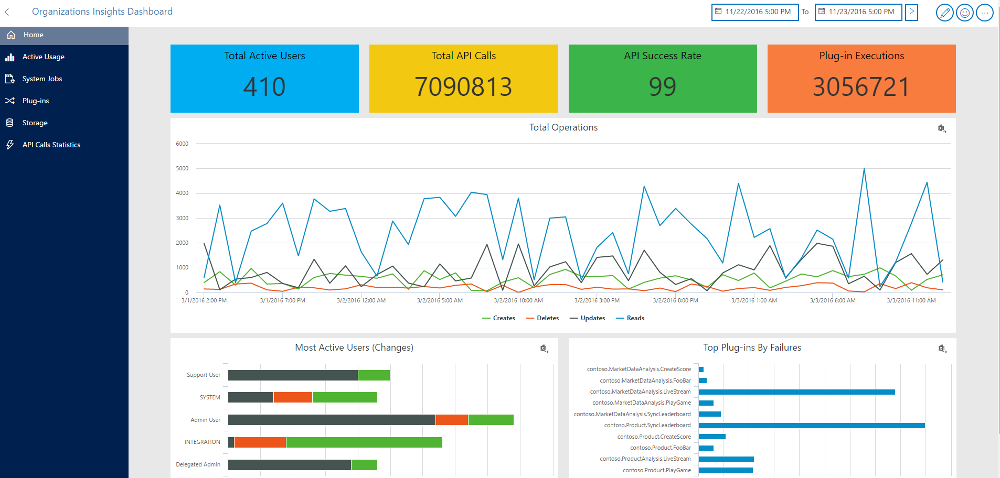 Organizations Insights Dashboard
11/22/2016 5:00 PM To 11/23/2016 5:00 PM
Home
Active Usage
System Jobs
Plug-ins
Storage
API Calls Statistics
Total Active Users
410
Total API Calls
7090813
API Success Rate
99
Plug-in Executions
3056721
Total Operations
6000
5000
4000
3000
2000
1000
0
3/1/2016 2:00 PM 3/1/2016 7:00 PM 3/2/2016 12:00 AM 3/2/2016 5:00 AM 3/2/2016 10:00 AM 3/2/2016 3:00 PM 3/2/2016 8:00 PM 3/3/2016 1:00 AM 3/3/2016 6:00 AM 3/3/2016 11:00 AM
Creates Deletes Updates Reads
Most Active Users (Changes)
Support User
SYSTEM
Admin User
INTEGRATION
Delegated Admin
Top Plug-ins By Failures
contoso.MarketDataAnalysis.CreateScore
contoso.MarketDataAnalysis.FooBar
contoso.MarketDataAnalysis.LiveStream
contoso.MarketDataAnalysis.PlayGame
contoso.MarketDataAnalysis.SyncLeaderboard
contoso.Product.SyncLeaderboard
contoso.Product.CreateScore
contoso.Product.FooBar
contoso.ProductAnalysis.LiveStream
contoso.Product.PlayGame